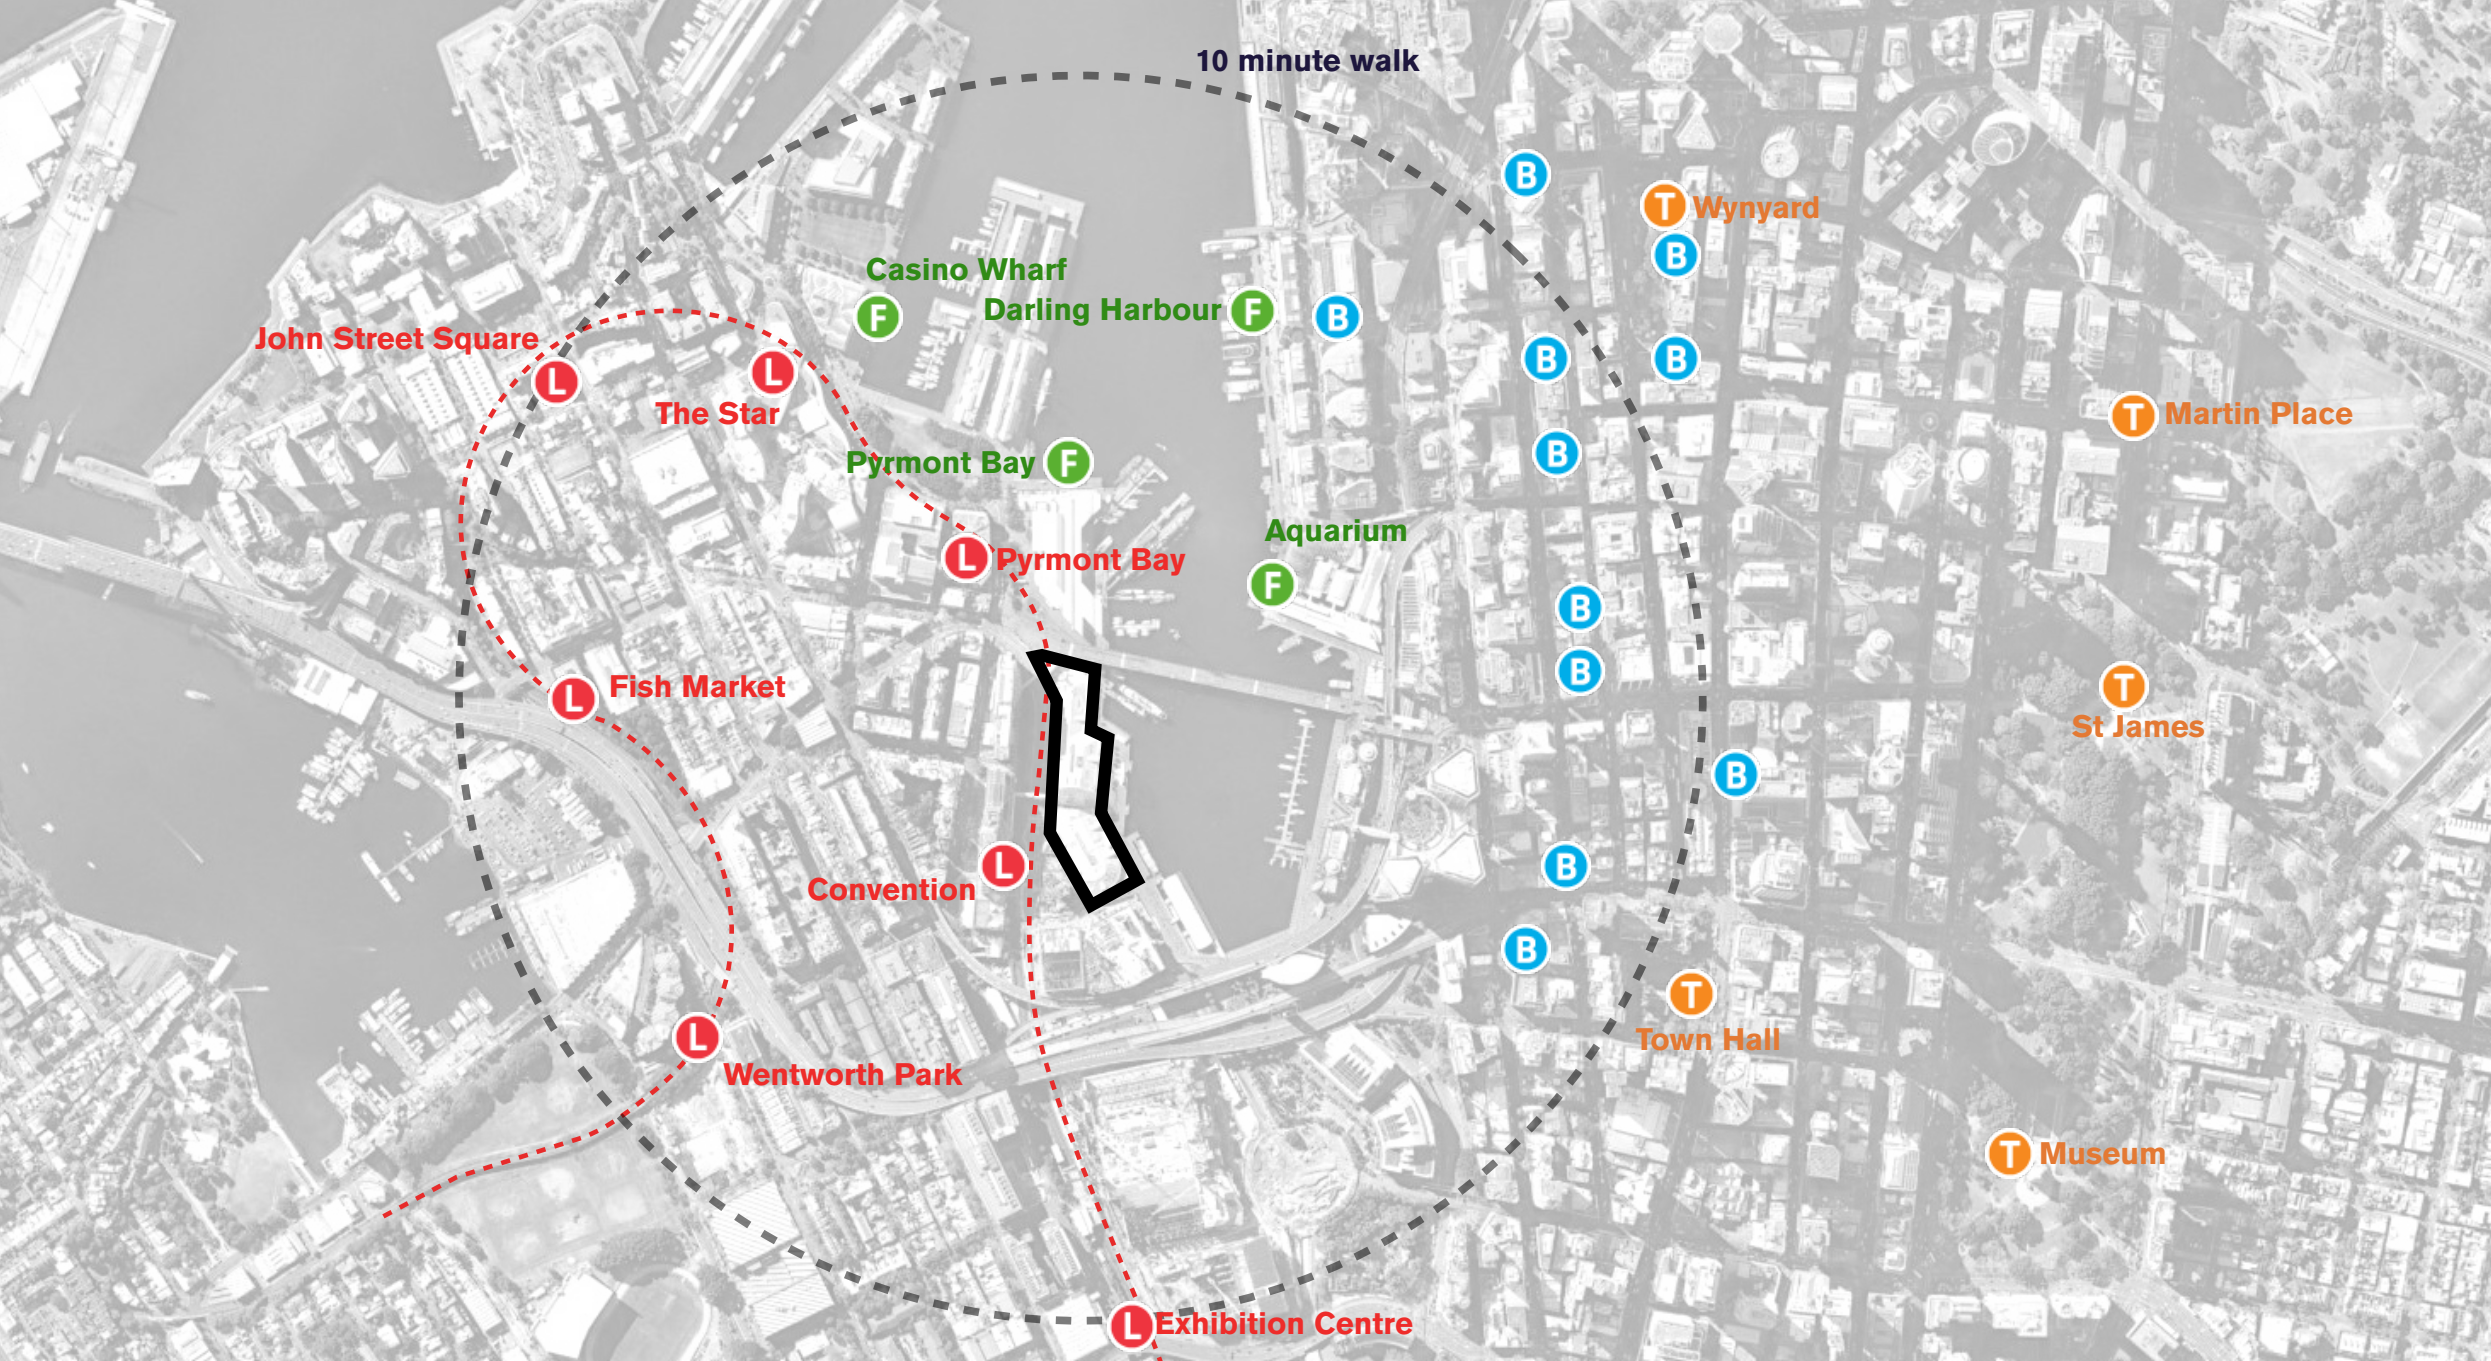 10 minute walk
B
T Wynyard
B
Casino Wharf
F
Darling Harbour F
B
John Street Square
L
L
The Star
B
B
T Martin Place
Pyrmont Bay F
B
Aquarium
F
L Pyrmont Bay
B
B
L Fish Market
T
St James
B
L
Convention
B
B
T
Town Hall
L
Wentworth Park
T Museum
L Exhibition Centre